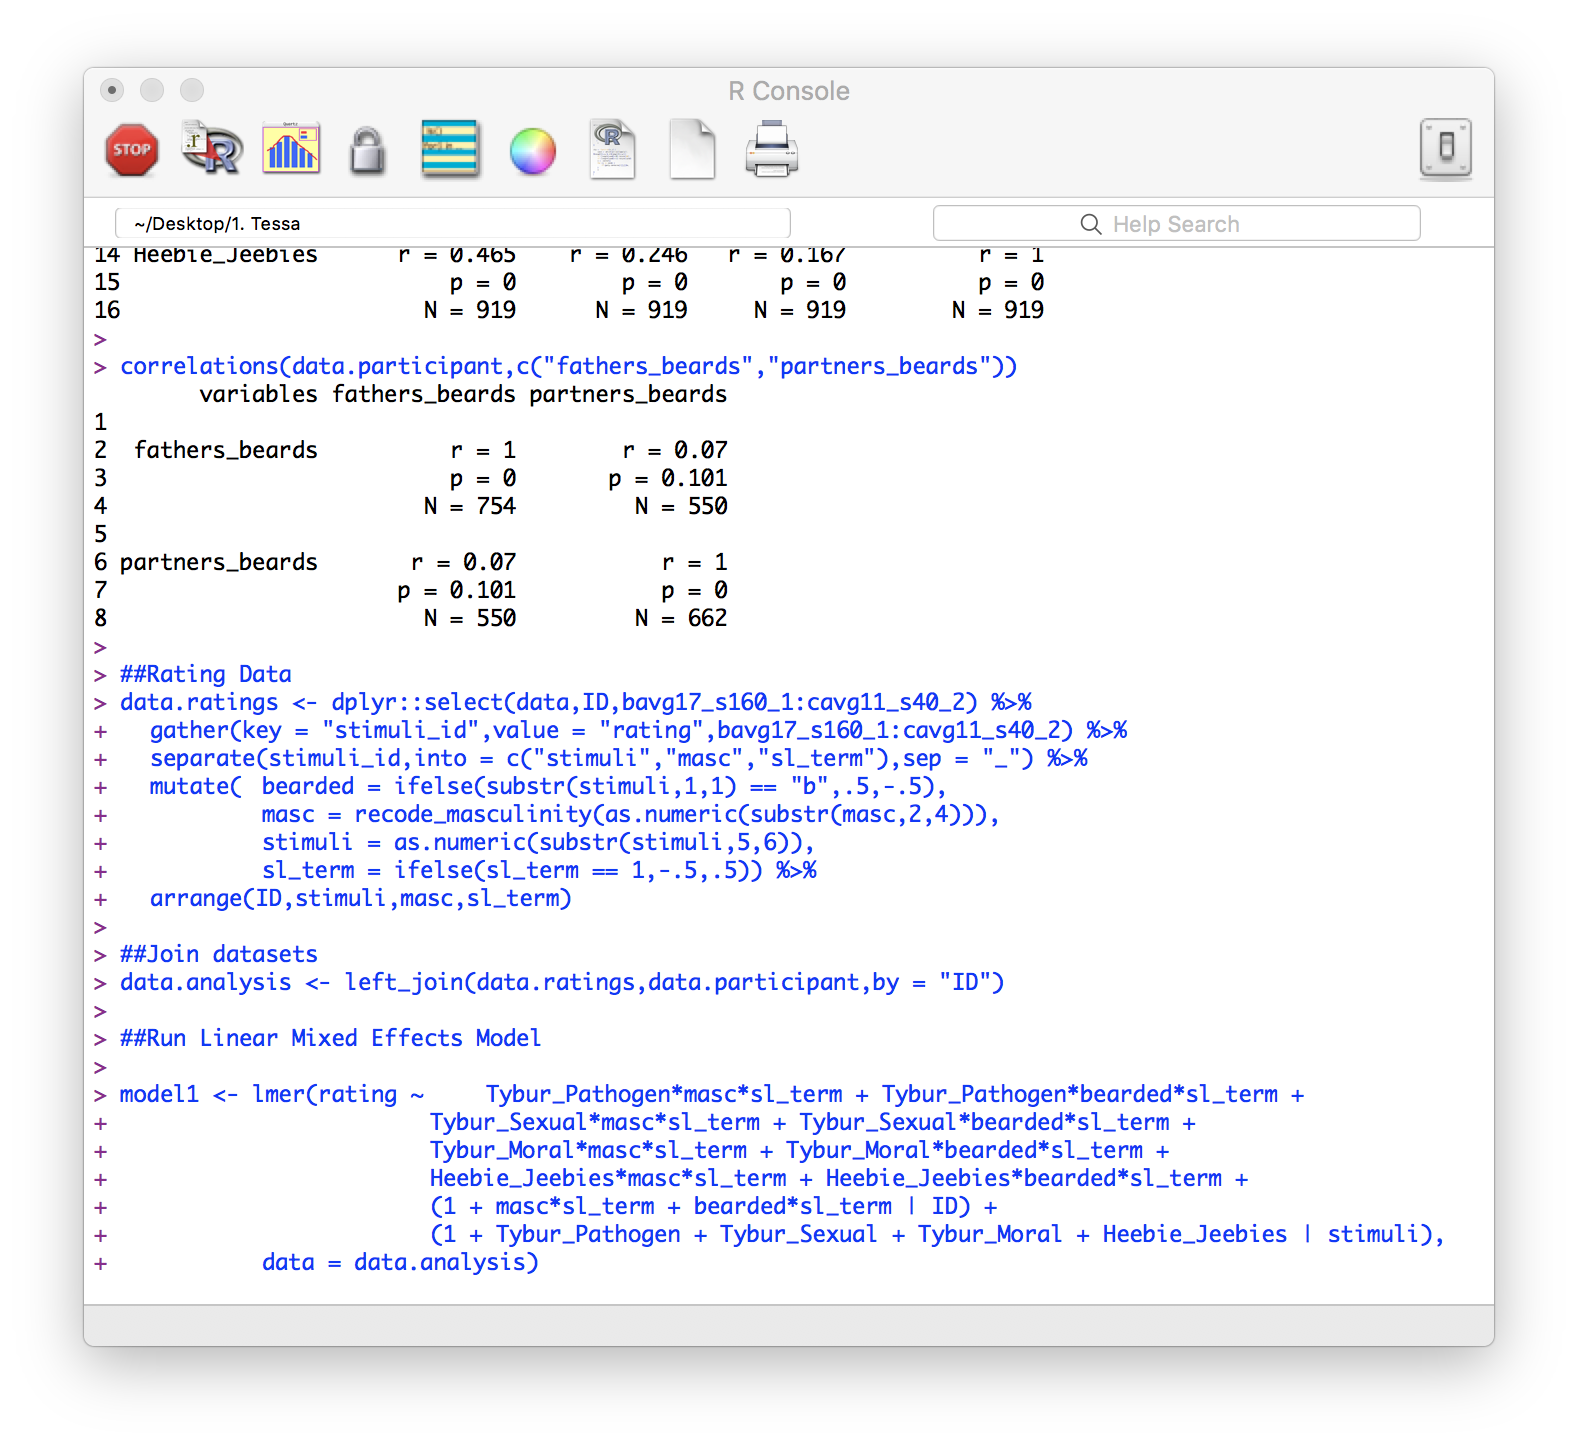 R Console
STOP
~/Desktop/1. Tessa
Help Search
14 Heebie_Jeebies r = 0.465 r = 0.246 r = 0.167 r = 1
15 p = 0 p = 0 p = 0 p = 0
16 N = 919 N = 919 N = 919 N = 919
>
> correlations(data.participant,c("fathers_beards","partners_beards"))
variables fathers_beards partners_beards
1
2 fathers_beards r = 1 r = 0.07
3 p = 0 p = 0.101
4 N = 754 N = 550
5
6 partners_beards r = 0.07 r = 1
7 p = 0.101 p = 0
8 N = 550 N = 662
>
> ##Rating Data
> data.ratings <- dplyr::select(data,ID,bavg17_s160_1:cavg11_s40_2) %>%
+ gather(key = "stimuli_id",value = "rating",bavg17_s160_1:cavg11_s40_2) %>%
+ separate(stimuli_id,into = c("stimuli","masc","sl_term"),sep = "_") %>%
+ mutate( bearded = ifelse(substr(stimuli,1,1) == "b",.5,-.5),
+ masc = recode_masculinity(as.numeric(substr(masc,2,4))),
+ stimuli = as.numeric(substr(stimuli,5,6)),
+ sl_term = ifelse(sl_term == 1,-.5,.5)) %>%
+ arrange(ID,stimuli,masc,sl_term)
>
> ##Join datasets
> data.analysis <- left_join(data.ratings,data.participant,by = "ID")
>
> ##Run Linear Mixed Effects Model
>
> model1 <- lmer(rating ~ Tybur_Pathogen*masc*sl_term + Tybur_Pathogen*bearded*sl_term +
+ Tybur_Sexual*masc*sl_term + Tybur_Sexual*bearded*sl_term +
+ Tybur_Moral*masc*sl_term + Tybur_Moral*bearded*sl_term +
+ Heebie_Jeebies*masc*sl_term + Heebie_Jeebies*bearded*sl_term +
+ (1 + masc*sl_term + bearded*sl_term | ID) +
+ (1 + Tybur_Pathogen + Tybur_Sexual + Tybur_Moral + Heebie_Jeebies | stimuli),
+ data = data.analysis)